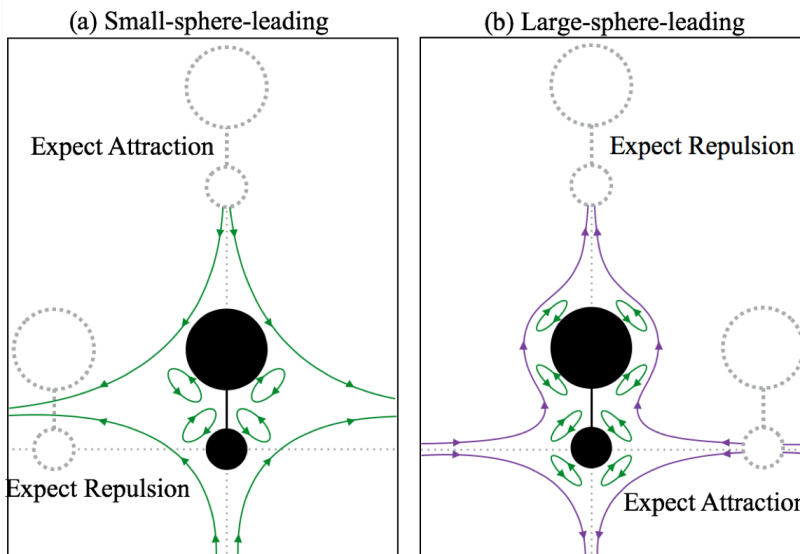 (a) Small-sphere-leading
(b) Large-sphere-leading
Expect Attraction
Expect Repulsion
Expect Repulsion
Expect Attraction